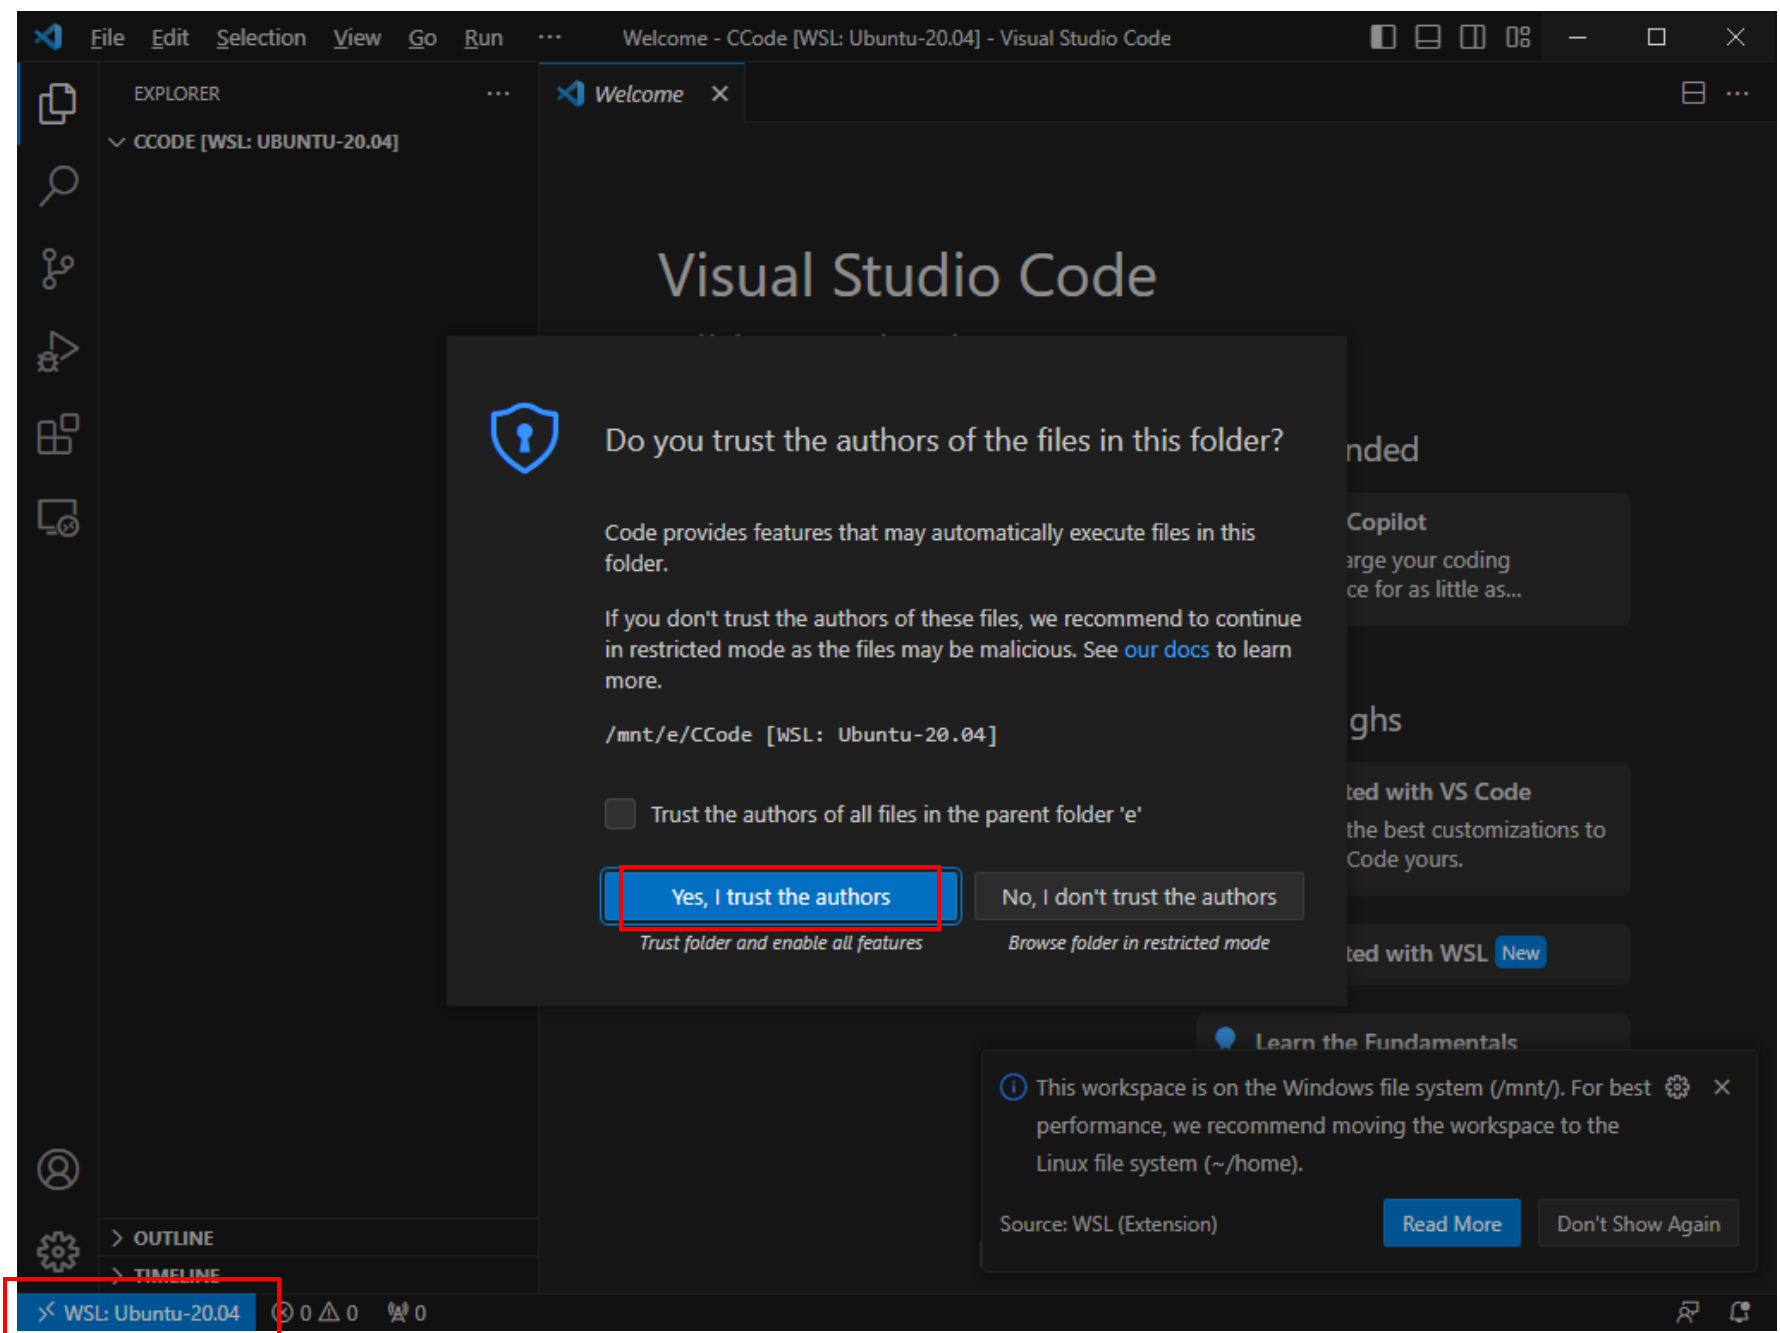 File Edit Selection View Go Run ··· Welcome - CCode [WSL: Ubuntu-20.04] - Visual Studio Code
EXPLORER
CCODE [WSL: UBUNTU-20.04]
Welcome
Visual Studio Code
Do you trust the authors of the files in this folder?
Code provides features that may automatically execute files in this
folder.
If you don't trust the authors of these files, we recommend to continue
in restricted mode as the files may be malicious. See our docs to learn
more.
/mnt/e/CCode [WSL: Ubuntu-20.04]
Trust the authors of all files in the parent folder 'e'
Yes, I trust the authors
No, I don't trust the authors
Trust folder and enable all features
Browse folder in restricted mode
nded
Copilot
arge your coding
ce for as little as...
ghs
ted with VS Code
the best customizations to
Code yours.
ted with WSL New
Learn the Fundamentals
This workspace is on the Windows file system (/mnt/). For best
performance, we recommend moving the workspace to the
Linux file system (~/home).
Source: WSL (Extension)
Read More
Don't Show Again
OUTLINE
TIMELINE
WSL: Ubuntu-20.04 0 0 0